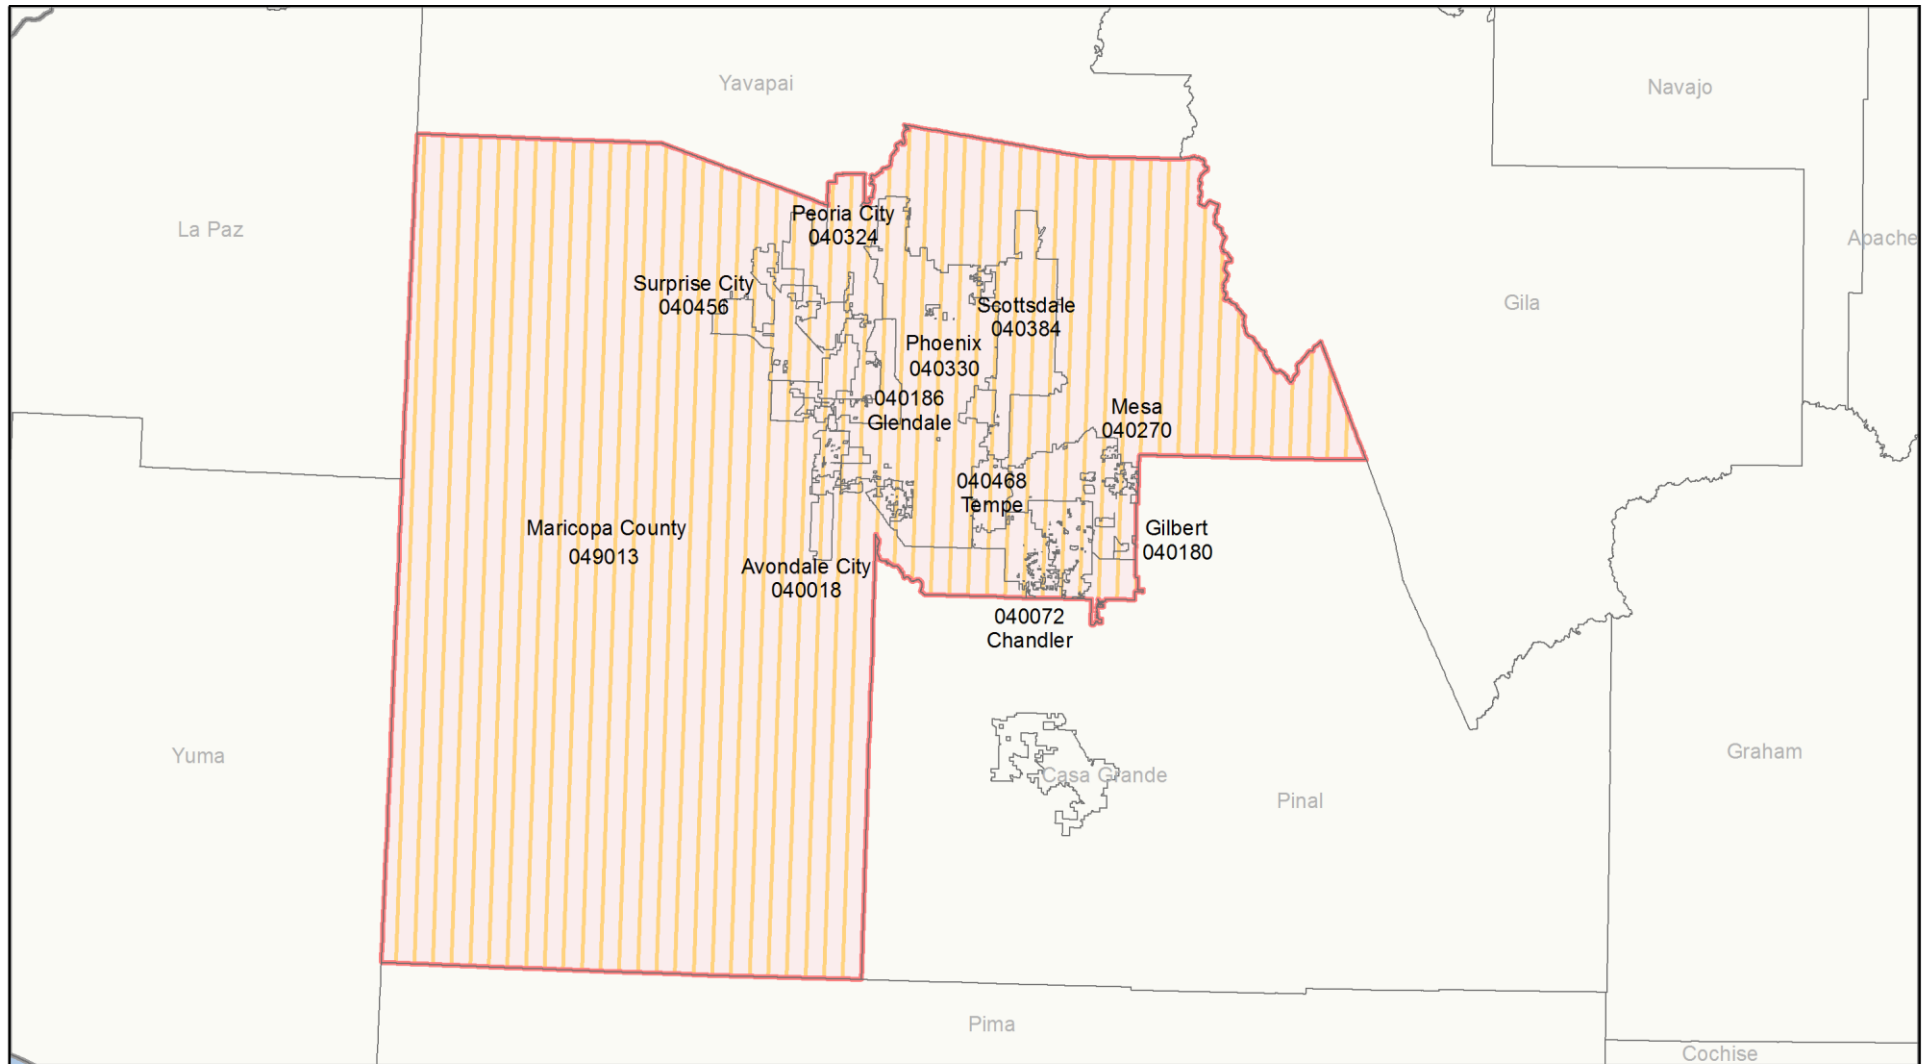 Yavapai
Navajo
La Paz
Peoria City
040324
Apache
Surprise City
040456
Scottsdale
040384
Gila
Phoenix
040330
040186
Glendale
Mesa
040270
040468
Tempe
Maricopa County
049013
Gilbert
040180
Avondale City
040018
040072
Chandler
Yuma
Casa Grande
Pinal
Graham
Pima
Cochise